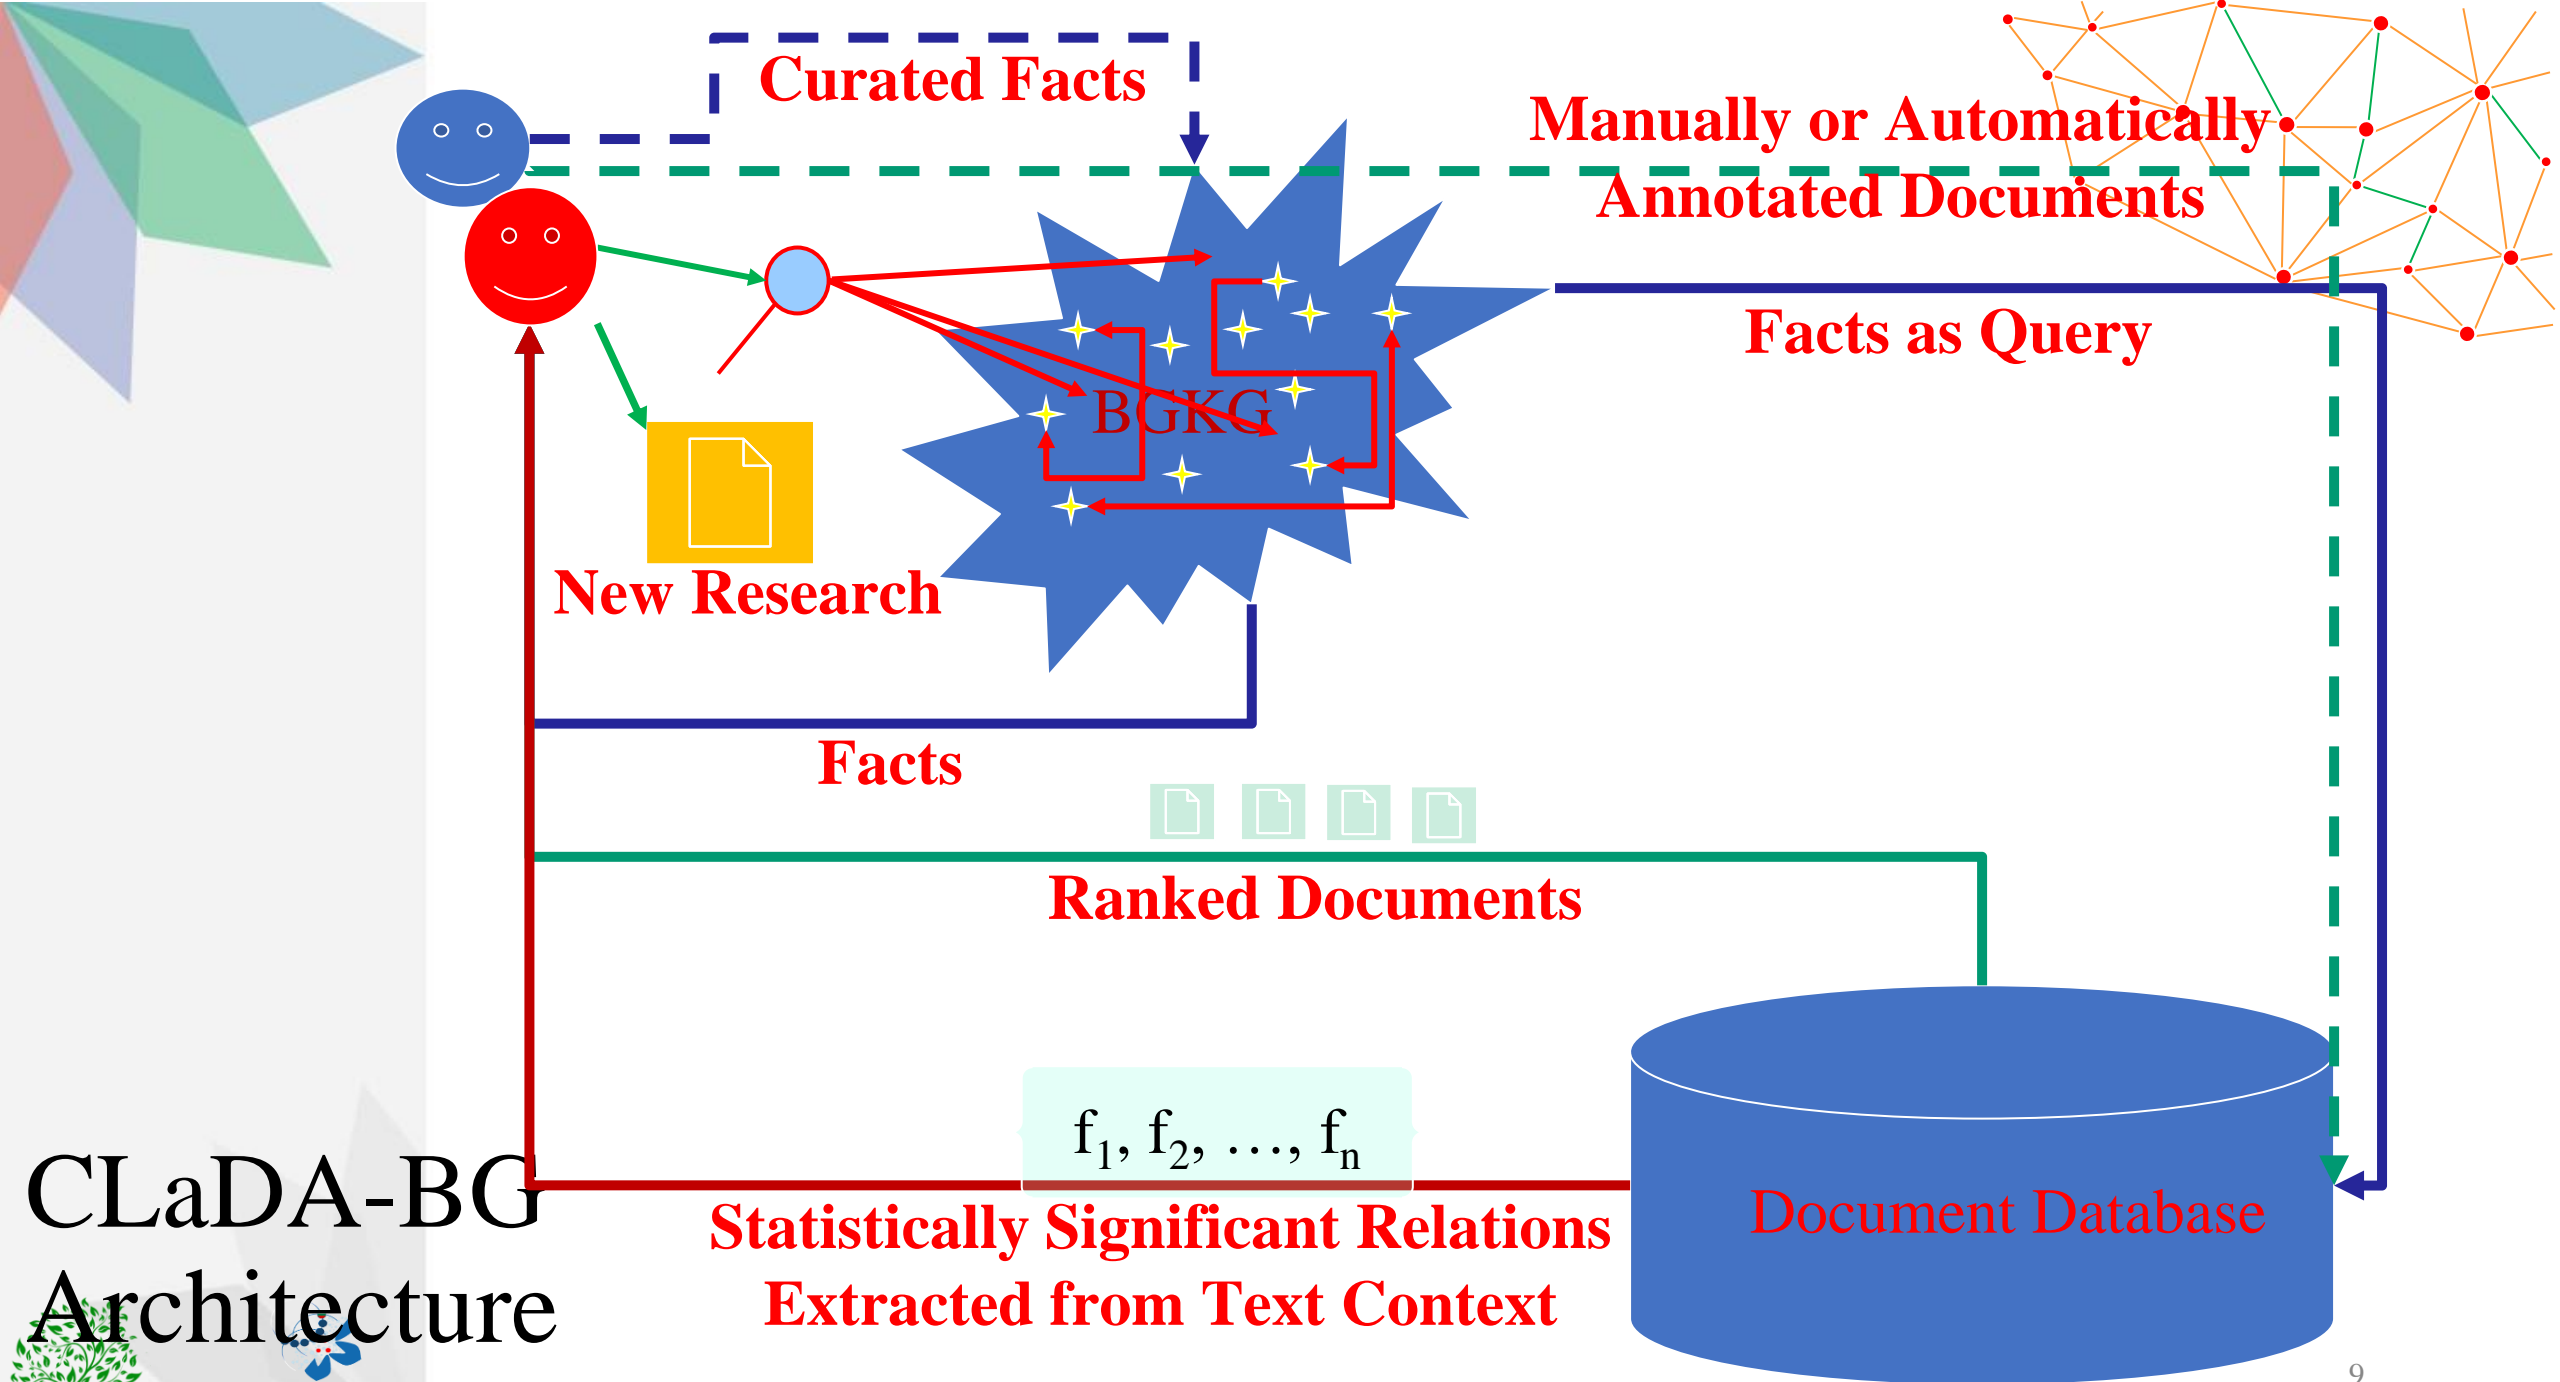 Curated Facts
Manually or Automatically
Annotated Documents
Facts as Query
BGKG
New Research
Facts
Ranked Documents
f1, f2, …, fn
Statistically Significant Relations
Extracted from Text Context
Document Database
CLaDA-BG
Architecture
9